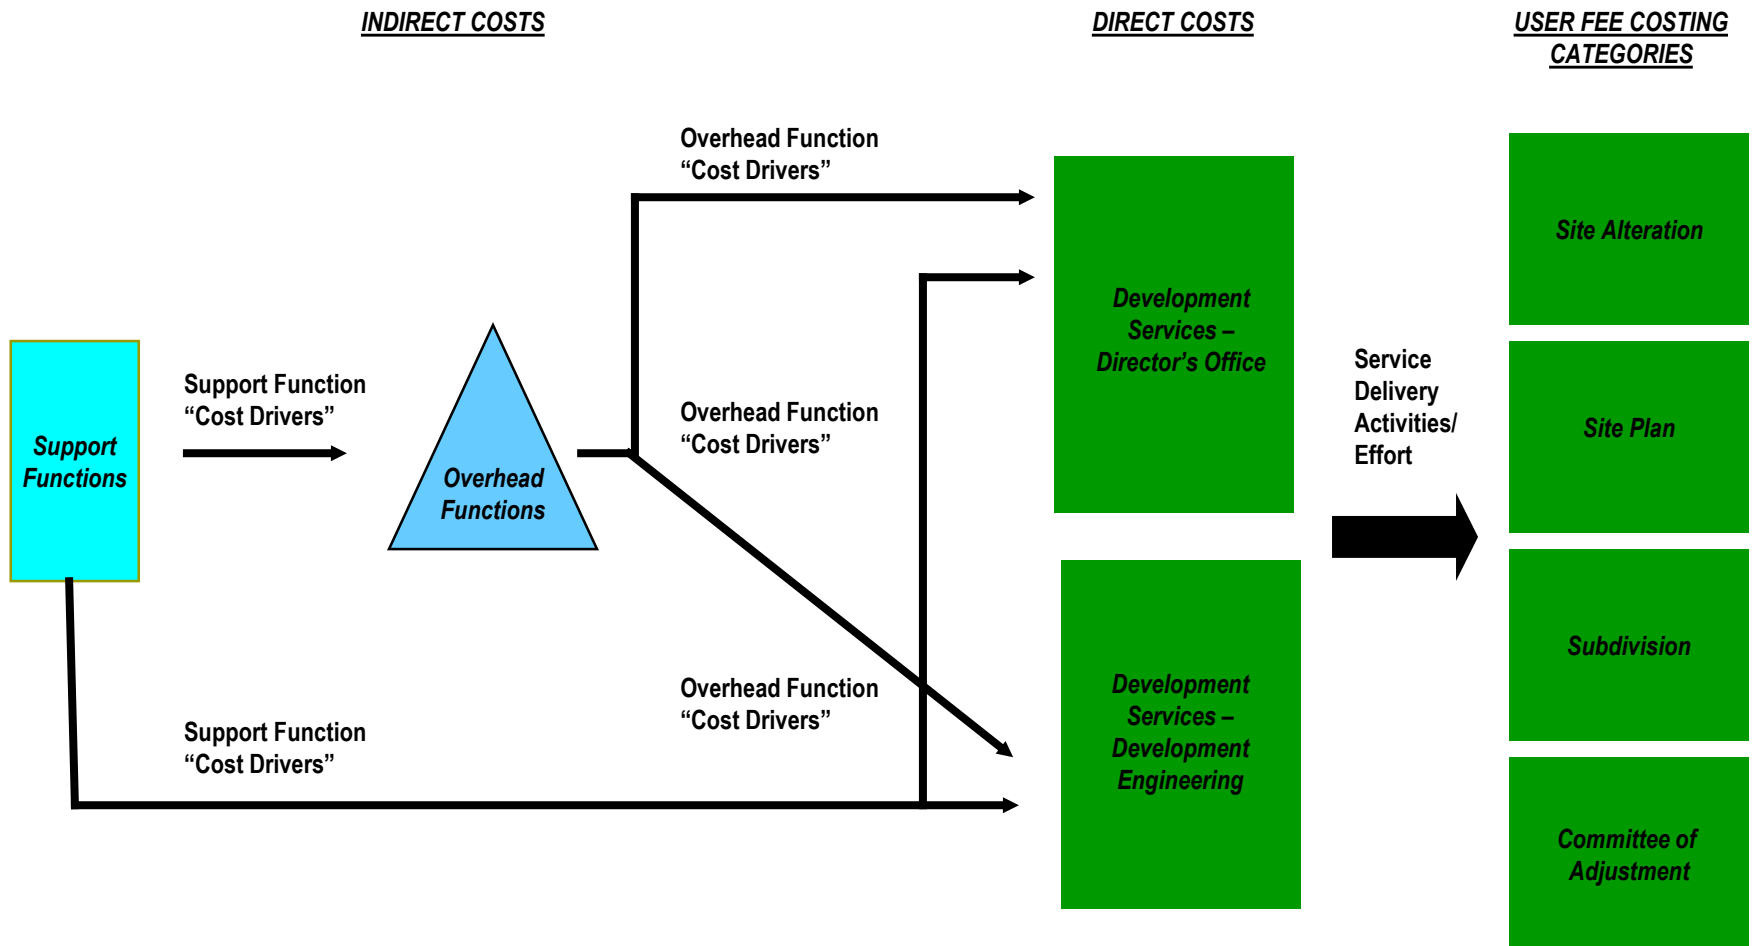 INDIRECT COSTS
DIRECT COSTS
USER FEE COSTING
CATEGORIES
Overhead Function
“Cost Drivers”
Site Alteration
Development
Services –
Director’s Office
Support Function
“Cost Drivers”
Overhead Function
“Cost Drivers”
Service
Delivery
Activities/
Effort
Site Plan
Support
Functions
Overhead
Functions
Subdivision
Overhead Function
“Cost Drivers”
Development
Services –
Development
Engineering
Support Function
“Cost Drivers”
Committee of
Adjustment